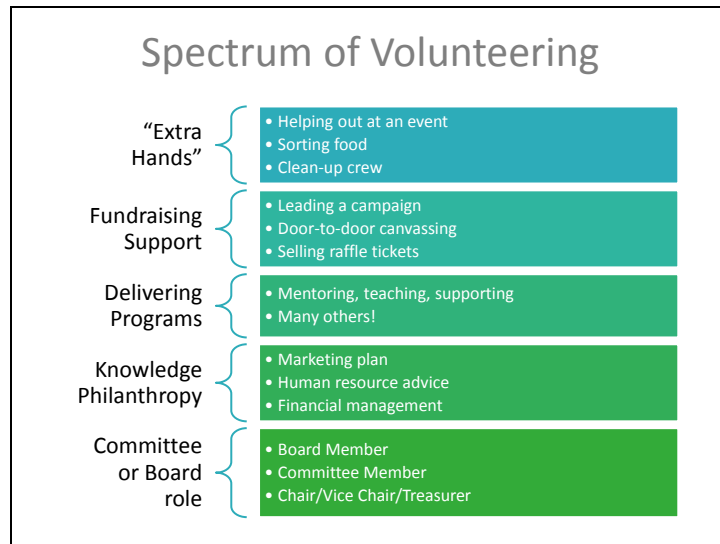 Spectrum of Volunteering
“Extra
Hands”
• Helping out at an event
• Sorting food
• Clean-up crew
Fundraising
Support
• Leading a campaign
• Door-to-door canvassing
• Selling raffle tickets
Delivering
Programs
• Mentoring, teaching, supporting
• Many others!
Knowledge
Philanthropy
• Marketing plan
• Human resource advice
• Financial management
Committee
or Board
role
• Board Member
• Committee Member
• Chair/Vice Chair/Treasurer